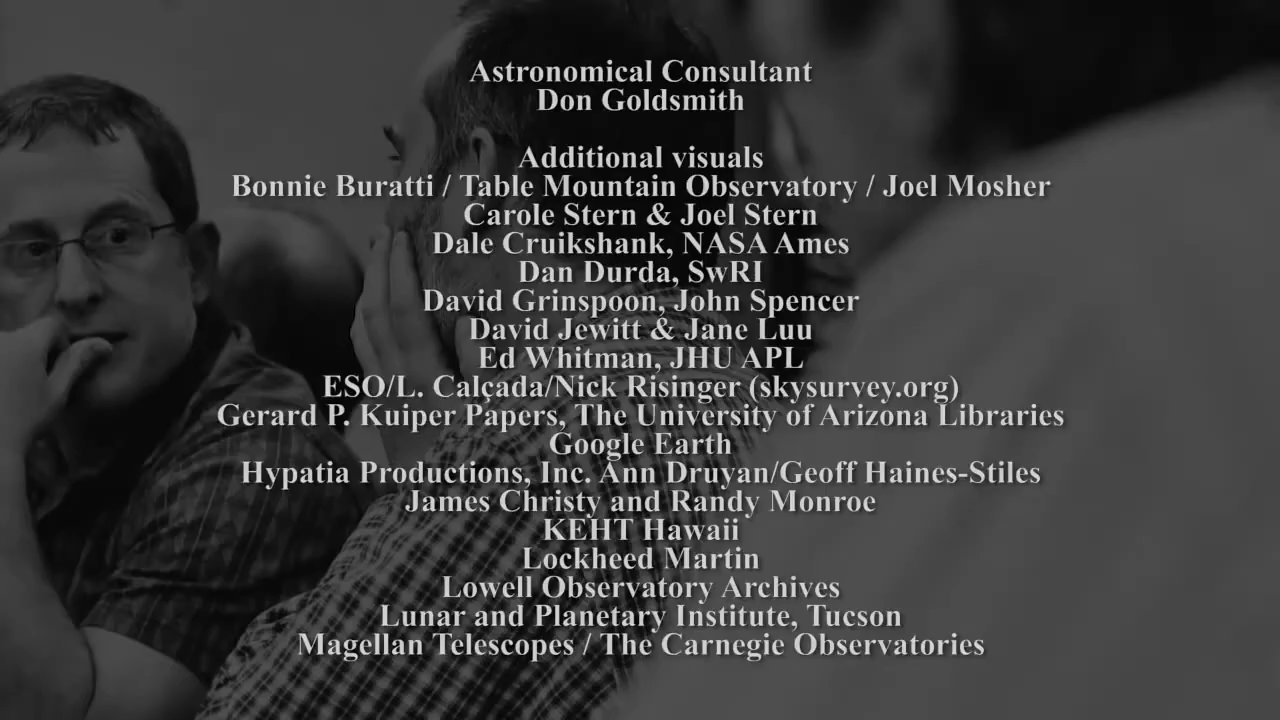 Astronomical Consultant
Don Goldsmith
Additional visuals
Bonnie Buratti / Table Mountain Observatory / Joel Mosher
Carole Stern & Joel Stern
Dale Cruikshank, NASA Ames
Dan Durda, SwRI
David Grinspoon, John Spencer
David Jewitt & Jane Luu
Ed Whitman, JHU APL
ESO/L. Calçada/Nick Risinger (skysurvey.org)
Gerard P. Kuiper Papers, The University of Arizona Libraries
Google Earth
Hypatia Productions, Inc. Ann Druyan/Geoff Haines-Stiles
James Christy and Randy Monroe
KEHT Hawaii
Lockheed Martin
Lowell Observatory Archives
Lunar and Planetary Institute, Tucson
Magellan Telescopes / The Carnegie Observatories